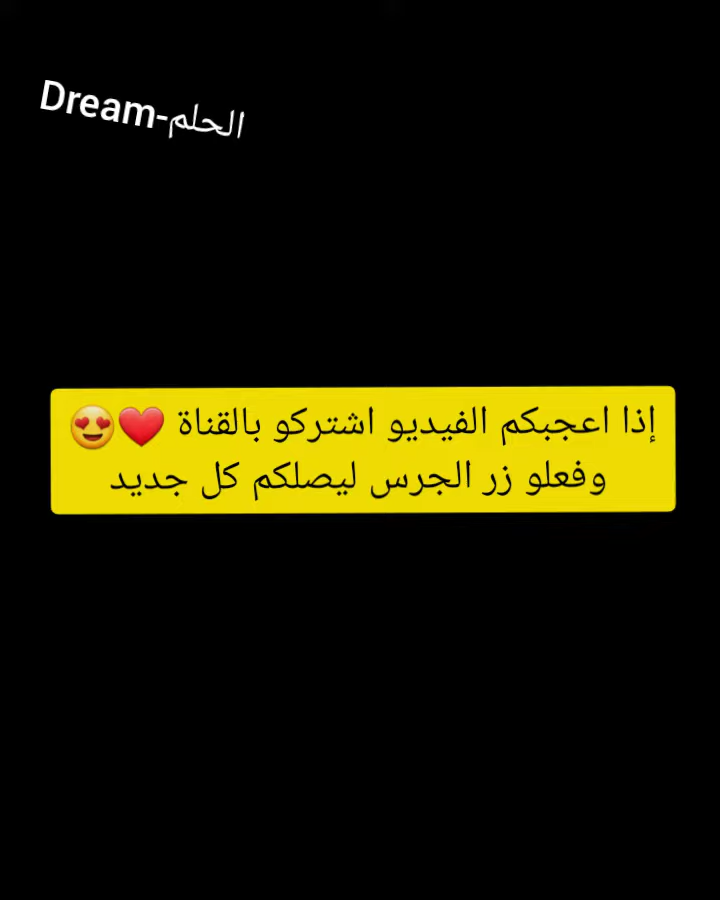 Dream-الحلم
إذا اعجبكم الفيديو اشتركو بالقناة ❤️😍
وفعلو زر الجرس ليصلكم كل جديد